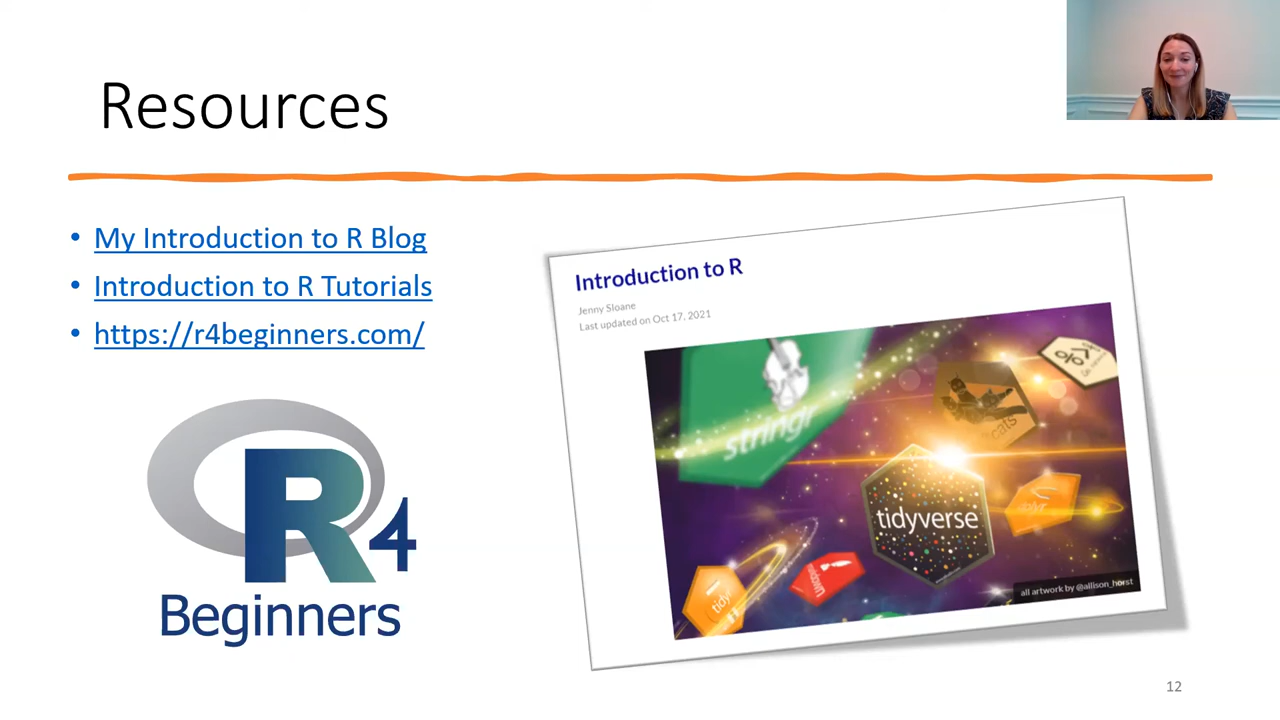 Resources
My Introduction to R Blog
Introduction to R Tutorials
https://r4beginners.com/
R4
Beginners
Introduction to R
Jenny Sloane
Last updated on Oct 17, 2021
stringr
cats
tidyverse
tidyr
all artwork by @allison_horst
12